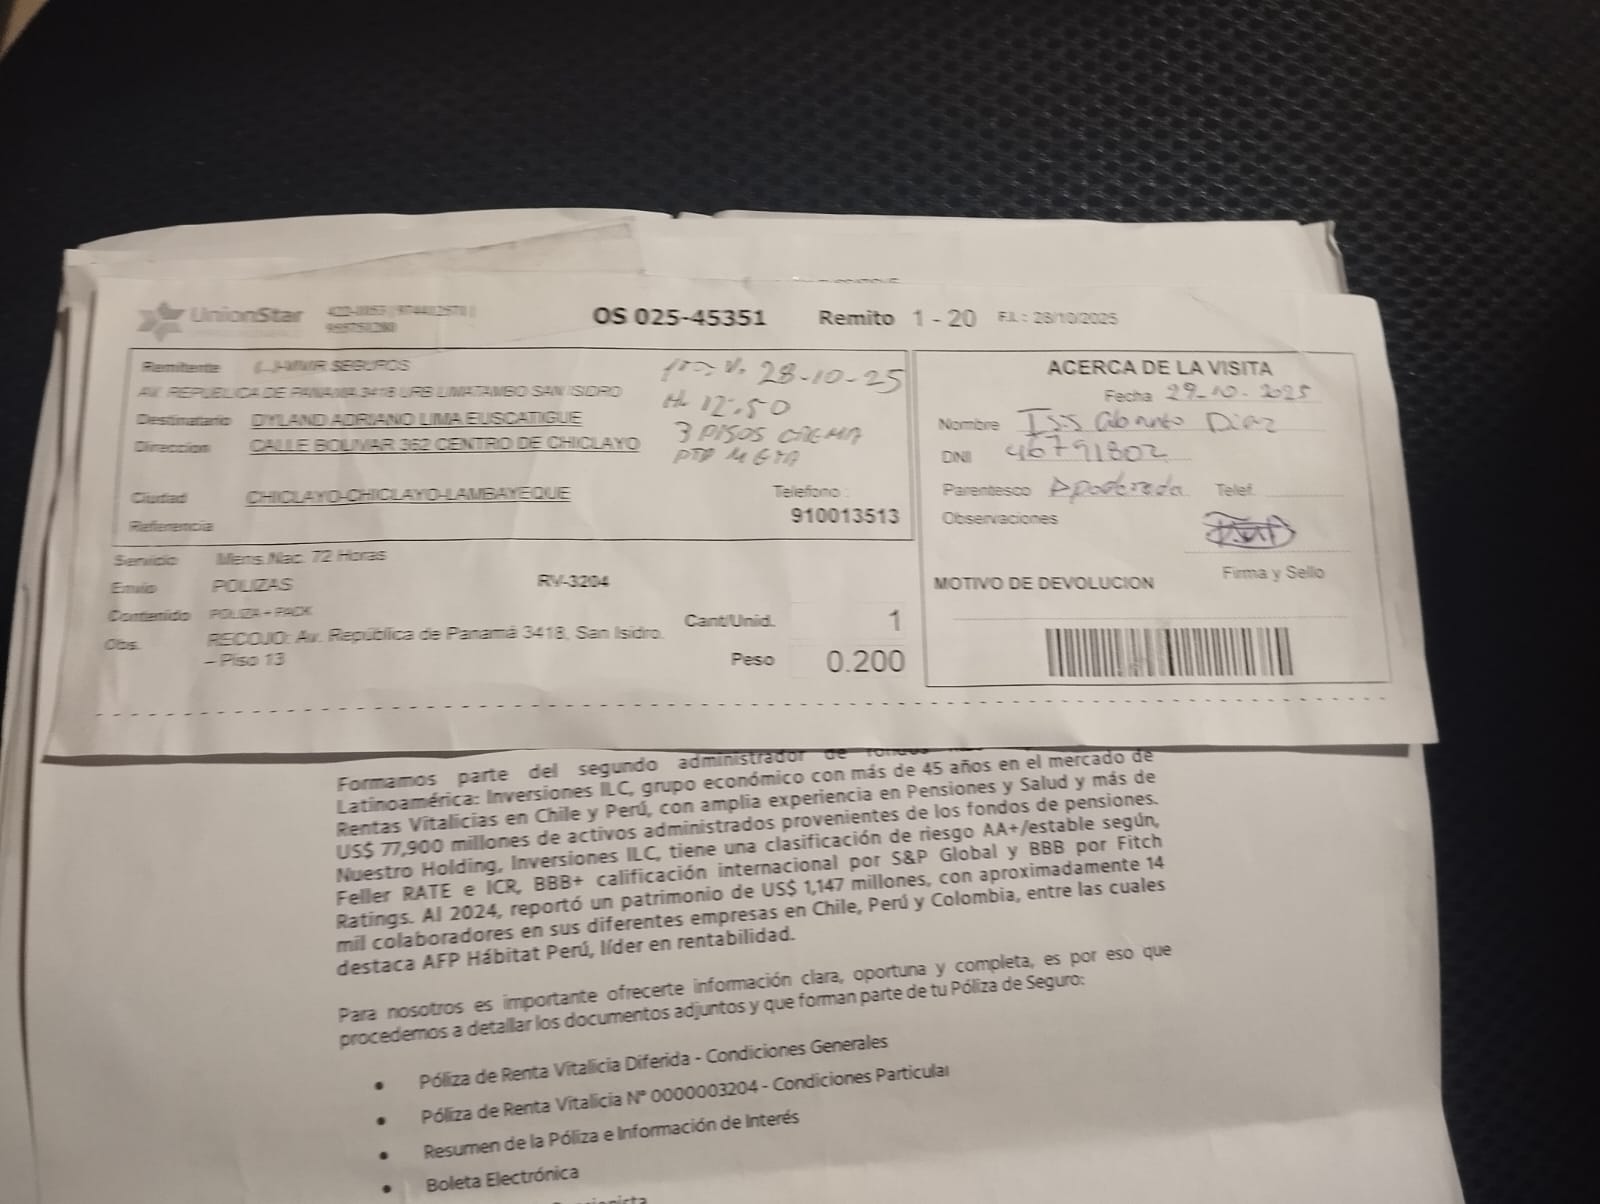 UnionStar
OS 025-45351 Remito 1 - 20 F.I.: 28/10/2025
Remitente VIVIR SEGUROS
AV. REPUBLICA DE PANAMA 3418 URB LIMATAMBO SAN ISIDRO
Destinatario DYLAND ADRIANO LIMA EUSCATIGUE
Direccion CALLE BOLIVAR 362 CENTRO DE CHICLAYO
Ciudad CHICLAYO-CHICLAYO-LAMBAYEQUE
Referencia
28-10-25
12:50
3 PISOS CREMA
Telefono :
910013513
Servicio Mens.Nac. 72 Horas
Envio POLIZAS RV-3204
Contenido POLIZA + PACK
Obs. RECOJO: Av. República de Panamá 3418, San Isidro.
– Piso 13
Cant/Unid. 1
Peso 0.200
ACERCA DE LA VISITA
Fecha 29-10-2025
Nombre Isis Abanto Diaz
DNI 46791802
Parentesco Apoderada Telef.
Observaciones
Firma y Sello
MOTIVO DE DEVOLUCION
Formamos parte del segundo administrador de fondos
Latinoamérica: Inversiones ILC, grupo económico con más de 45 años en el mercado de
Rentas Vitalicias en Chile y Perú, con amplia experiencia en Pensiones y Salud y más de
US$ 77,900 millones de activos administrados provenientes de los fondos de pensiones.
Nuestro Holding, Inversiones ILC, tiene una clasificación de riesgo AA+/estable según,
Feller RATE e ICR, BBB+ calificación internacional por S&P Global y BBB por Fitch
Ratings. Al 2024, reportó un patrimonio de US$ 1,147 millones, con aproximadamente 14
mil colaboradores en sus diferentes empresas en Chile, Perú y Colombia, entre las cuales
destaca AFP Hábitat Perú, líder en rentabilidad.
Para nosotros es importante ofrecerte información clara, oportuna y completa, es por eso que
procedemos a detallar los documentos adjuntos y que forman parte de tu Póliza de Seguro:
• Póliza de Renta Vitalicia Diferida - Condiciones Generales
• Póliza de Renta Vitalicia N° 0000003204 - Condiciones Particular
• Resumen de la Póliza e Información de Interés
• Boleta Electrónica